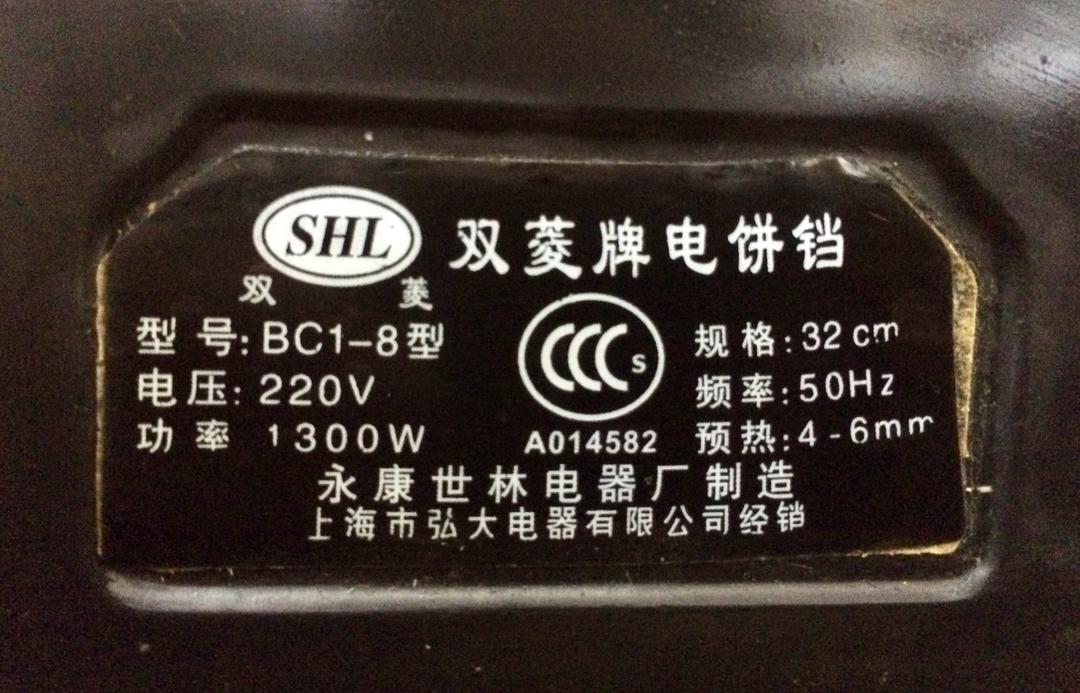 SHL 双菱牌电饼铛
双 菱
型 号: BC1-8型
电 压: 220V
功 率 1300W
CCC S
A014582
规 格: 32 cm
频 率: 50Hz
预 热: 4-6mm
永康世林电器厂制造
上海市弘大电器有限公司经销